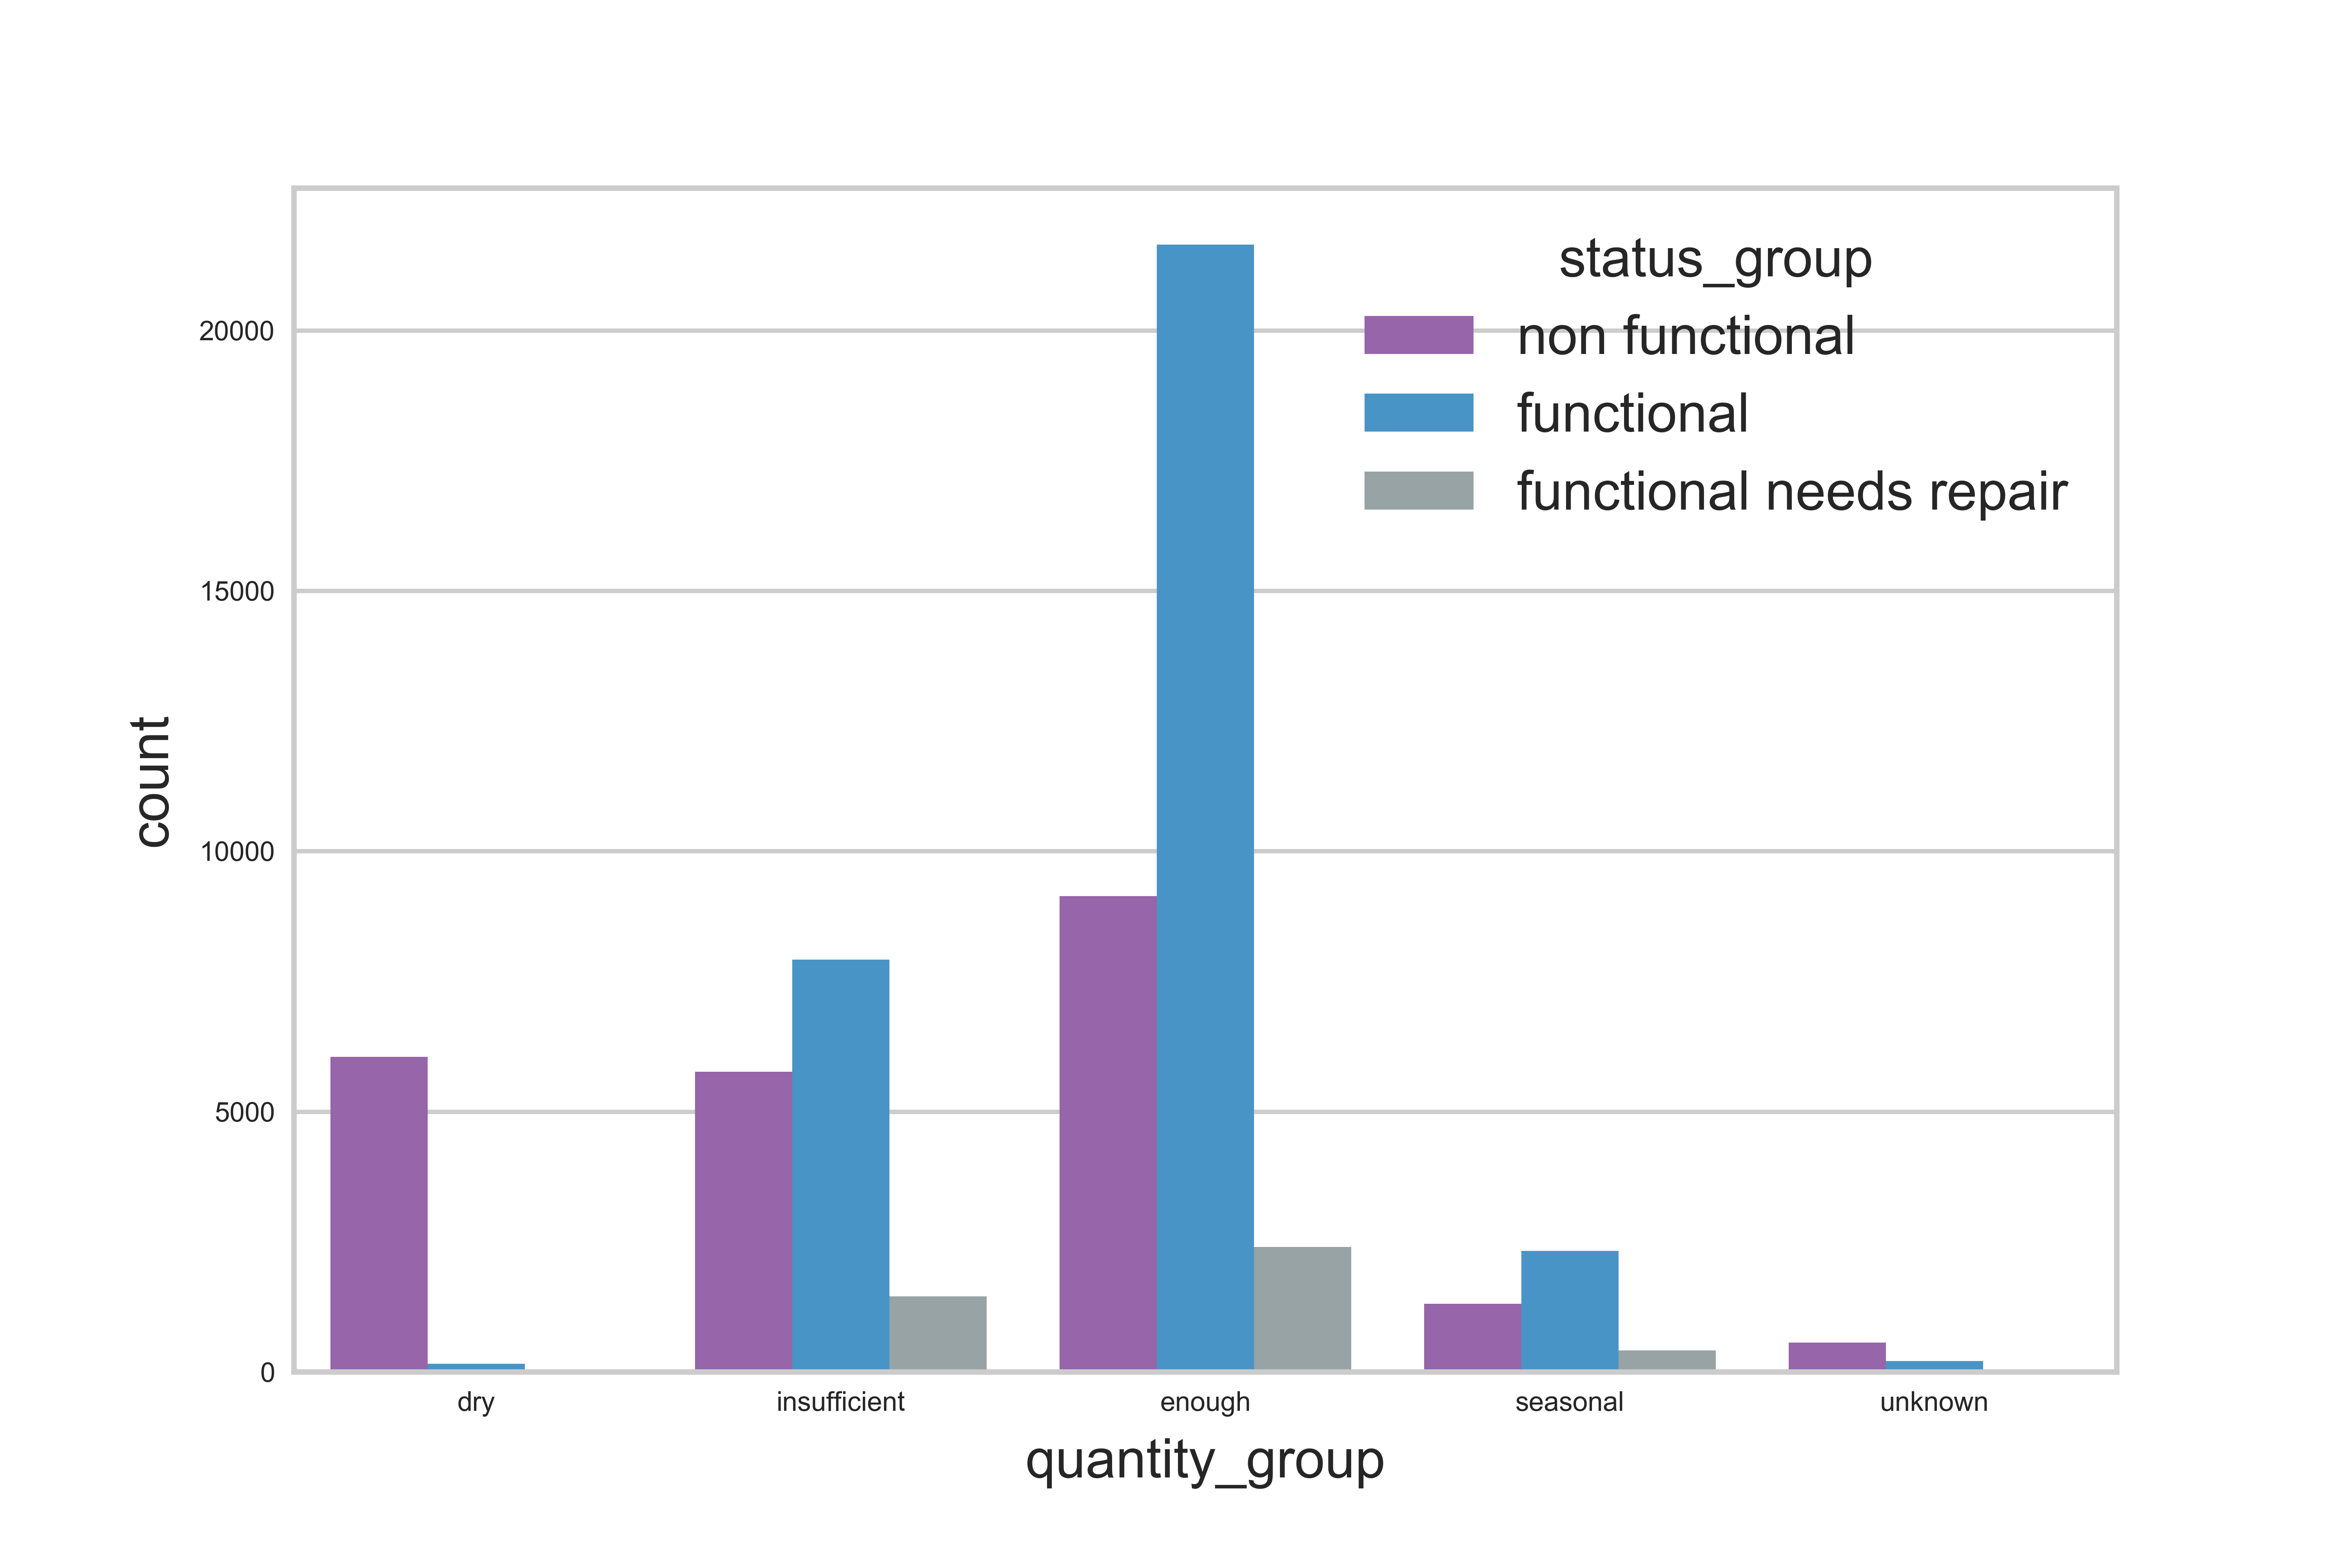 status_group
non functional
functional
functional needs repair
20000
15000
10000
5000
0
count
dry
insufficient
enough
seasonal
unknown
quantity_group